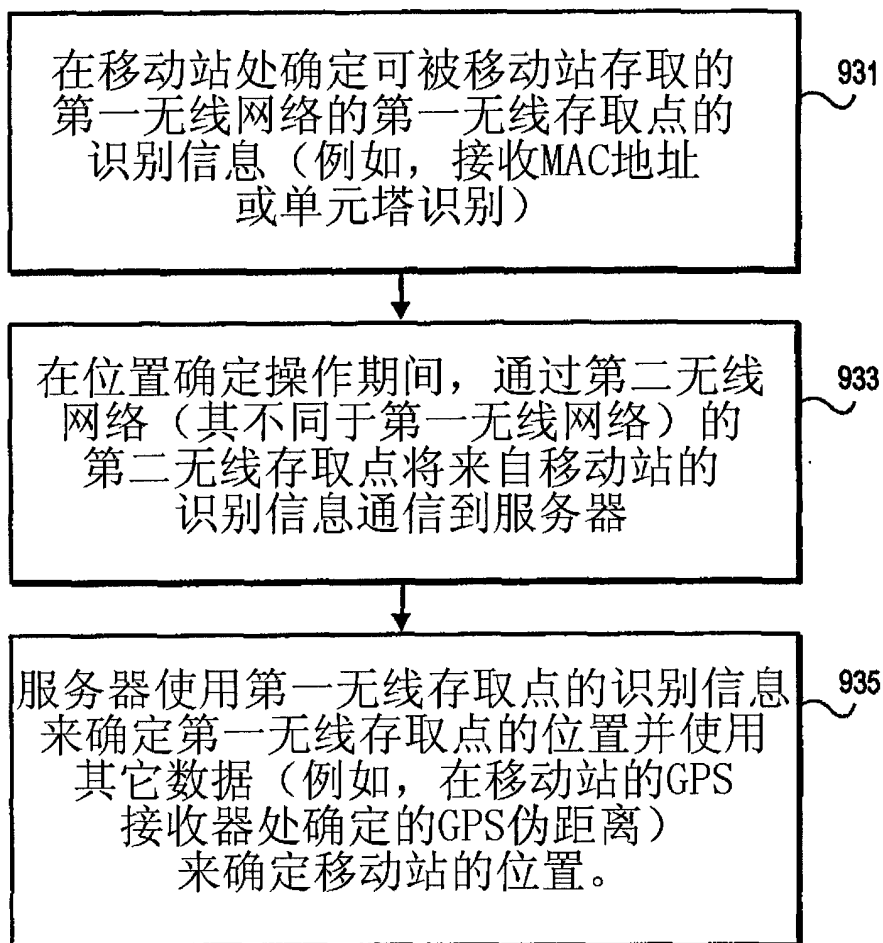 在移动站处确定可被移动站存取的
第一无线网络的第一无线存取点的
识别信息（例如，接收MAC地址
或单元塔识别）
931
在位置确定操作期间，通过第二无线
网络（其不同于第一无线网络）的
第二无线存取点将来自移动站的
识别信息通信到服务器
933
服务器使用第一无线存取点的识别信息
来确定第一无线存取点的位置并使用
其它数据（例如，在移动站的GPS
接收器处确定的GPS伪距离）
来确定移动站的位置。
935